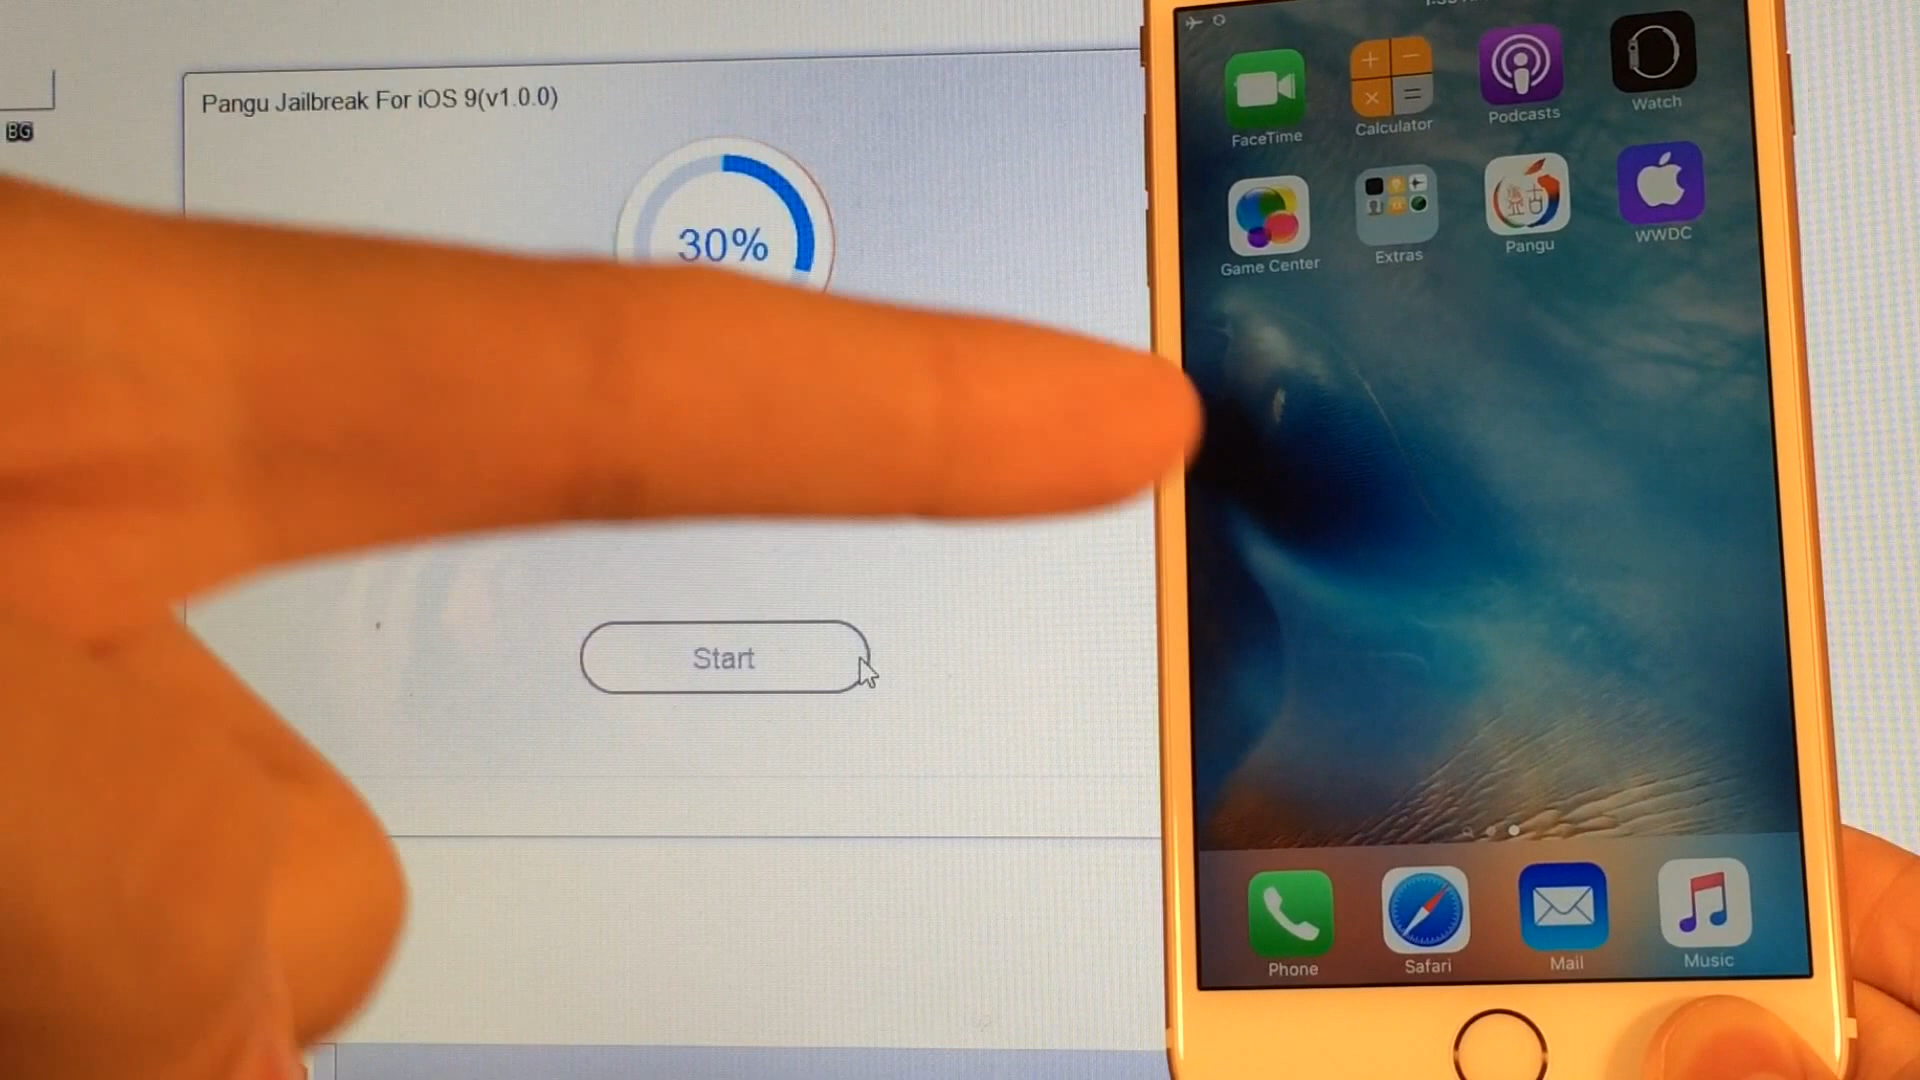 BG
Pangu Jailbreak For iOS 9(v1.0.0)
30%
Start
FaceTime
Calculator
Podcasts
Watch
Game Center
Extras
Pangu
WWDC
Phone
Safari
Mail
Music